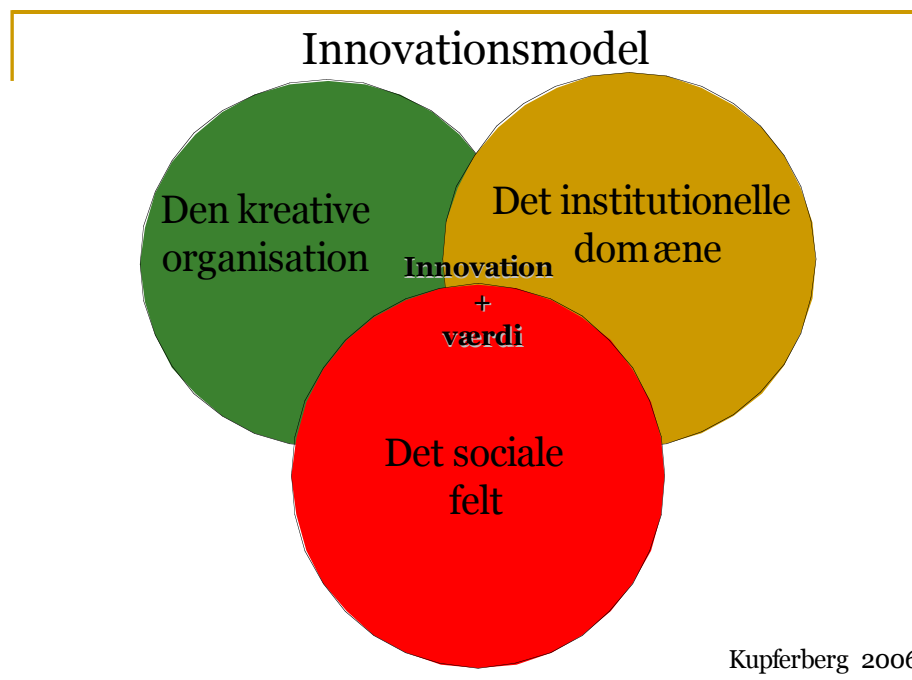 Innovationsmodel
Den kreative
organisation
Det institutionelle
domæne
Innovation
+
værdi
Det sociale
felt
Kupferberg 2006